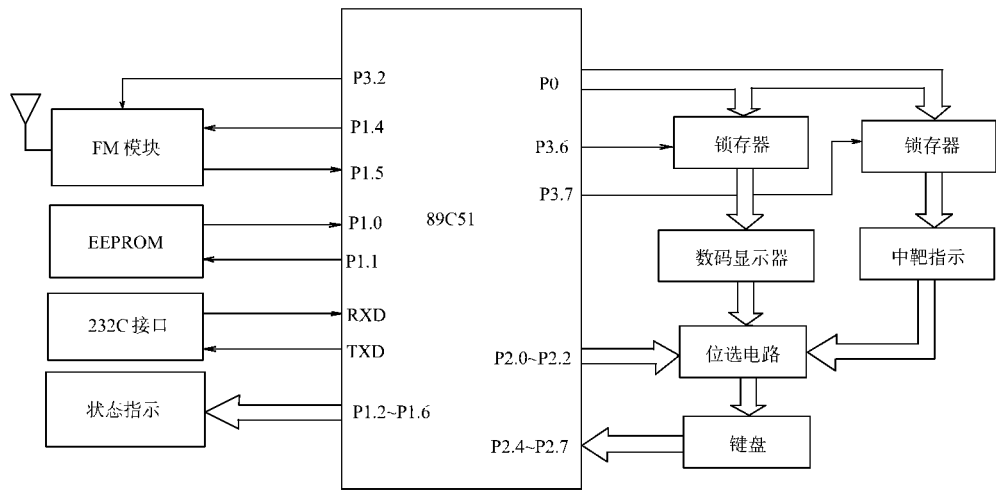 P3.2
P0
FM 模块
P1.4
P1.5
P3.6
锁存器
锁存器
P3.7
EEPROM
P1.0
P1.1
89C51
数码显示器
中靶指示
232C 接口
RXD
TXD
P2.0~P2.2
位选电路
状态指示
P1.2~P1.6
P2.4~P2.7
键盘